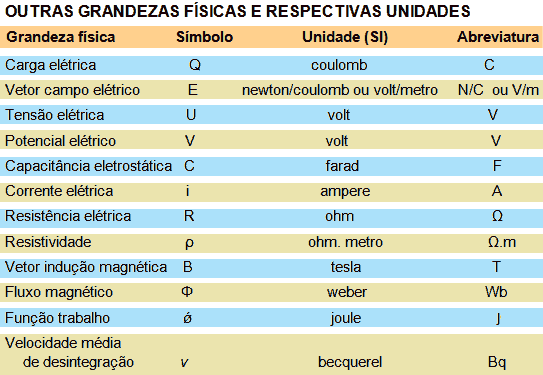 OUTRAS GRANDEZAS FÍSICAS E RESPECTIVAS UNIDADES
Grandeza física Símbolo Unidade (SI) Abreviatura
Carga elétrica Q coulomb C
Vetor campo elétrico E newton/coulomb ou volt/metro N/C ou V/m
Tensão elétrica U volt V
Potencial elétrico V volt V
Capacitância eletrostática C farad F
Corrente elétrica i ampere A
Resistência elétrica R ohm Ω
Resistividade ρ ohm. metro Ω.m
Vetor indução magnética B tesla T
Fluxo magnético Φ weber Wb
Função trabalho ǿ joule J
Velocidade média
de desintegração v becquerel Bq